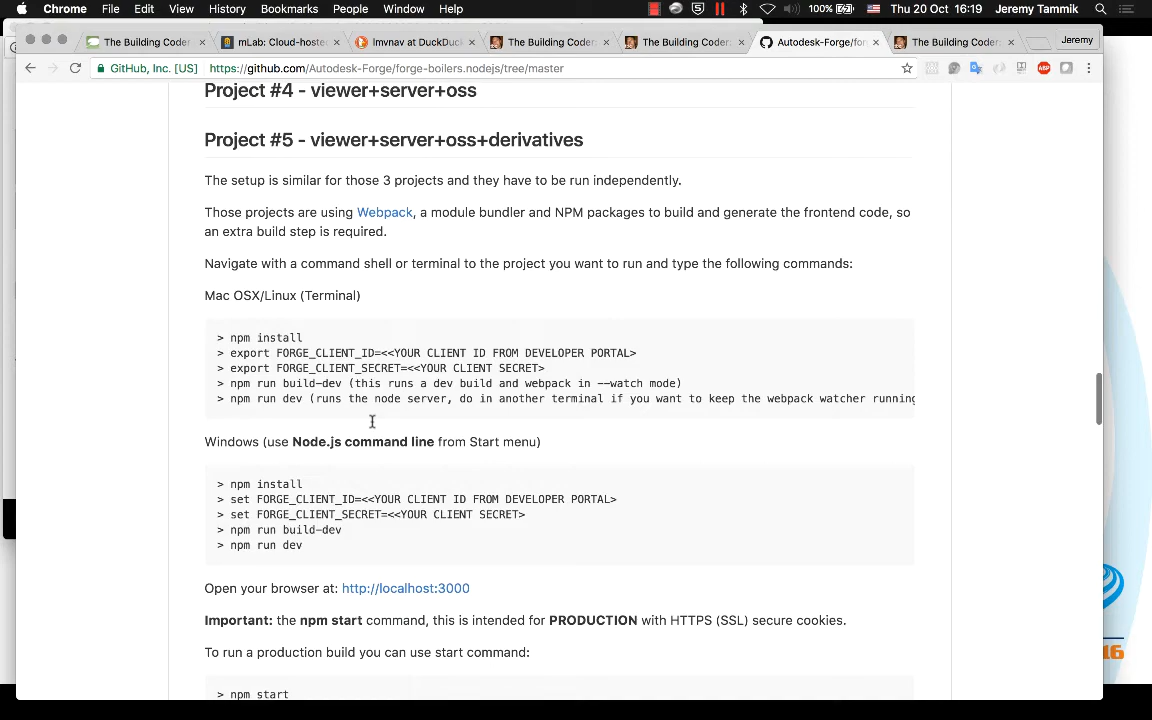 Chrome File Edit View History Bookmarks People Window Help 100% Thu 20 Oct 16:19 Jeremy Tammik
The Building Coder
mLab: Cloud-hoste
lmvnav at DuckDuc
The Building Coder:
The Building Coder:
Autodesk-Forge/for
The Building Coder:
Jeremy
GitHub, Inc. [US] https://github.com/Autodesk-Forge/forge-boilers.nodejs/tree/master
ABP
Project #4 - viewer+server+oss
Project #5 - viewer+server+oss+derivatives
The setup is similar for those 3 projects and they have to be run independently.
Those projects are using Webpack, a module bundler and NPM packages to build and generate the frontend code, so
an extra build step is required.
Navigate with a command shell or terminal to the project you want to run and type the following commands:
Mac OSX/Linux (Terminal)
> npm install
> export FORGE_CLIENT_ID=<<YOUR CLIENT ID FROM DEVELOPER PORTAL>
> export FORGE_CLIENT_SECRET=<<YOUR CLIENT SECRET>
> npm run build-dev (this runs a dev build and webpack in --watch mode)
> npm run dev (runs the node server, do in another terminal if you want to keep the webpack watcher running
Windows (use Node.js command line from Start menu)
> npm install
> set FORGE_CLIENT_ID=<<YOUR CLIENT ID FROM DEVELOPER PORTAL>
> set FORGE_CLIENT_SECRET=<<YOUR CLIENT SECRET>
> npm run build-dev
> npm run dev
Open your browser at: http://localhost:3000
Important: the npm start command, this is intended for PRODUCTION with HTTPS (SSL) secure cookies.
16
To run a production build you can use start command:
> npm start